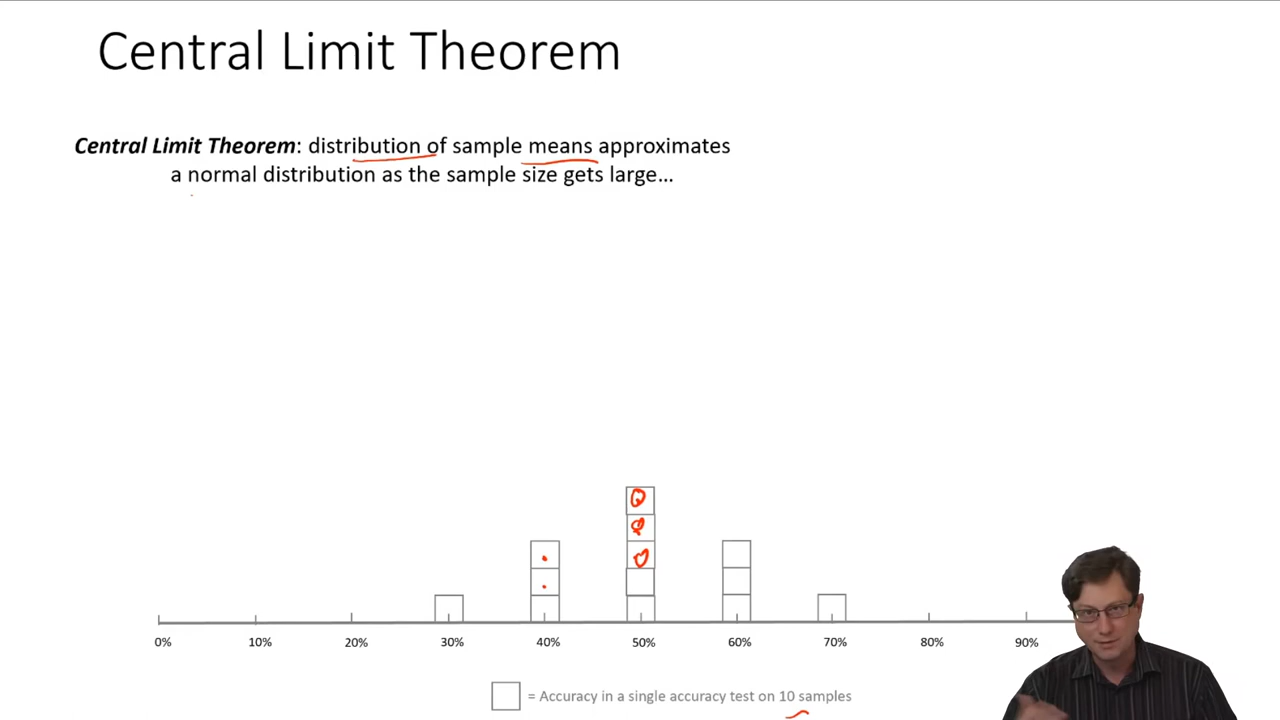 Central Limit Theorem
Central Limit Theorem: distribution of sample means approximates
a normal distribution as the sample size gets large...
0% 10% 20% 30% 40% 50% 60% 70% 80% 90%
= Accuracy in a single accuracy test on 10 samples